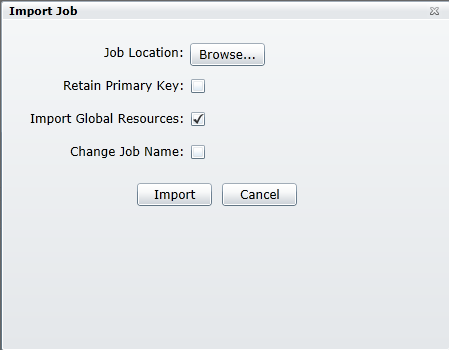 Import Job
Job Location: Browse...
Retain Primary Key:
Import Global Resources:
Change Job Name:
Import Cancel